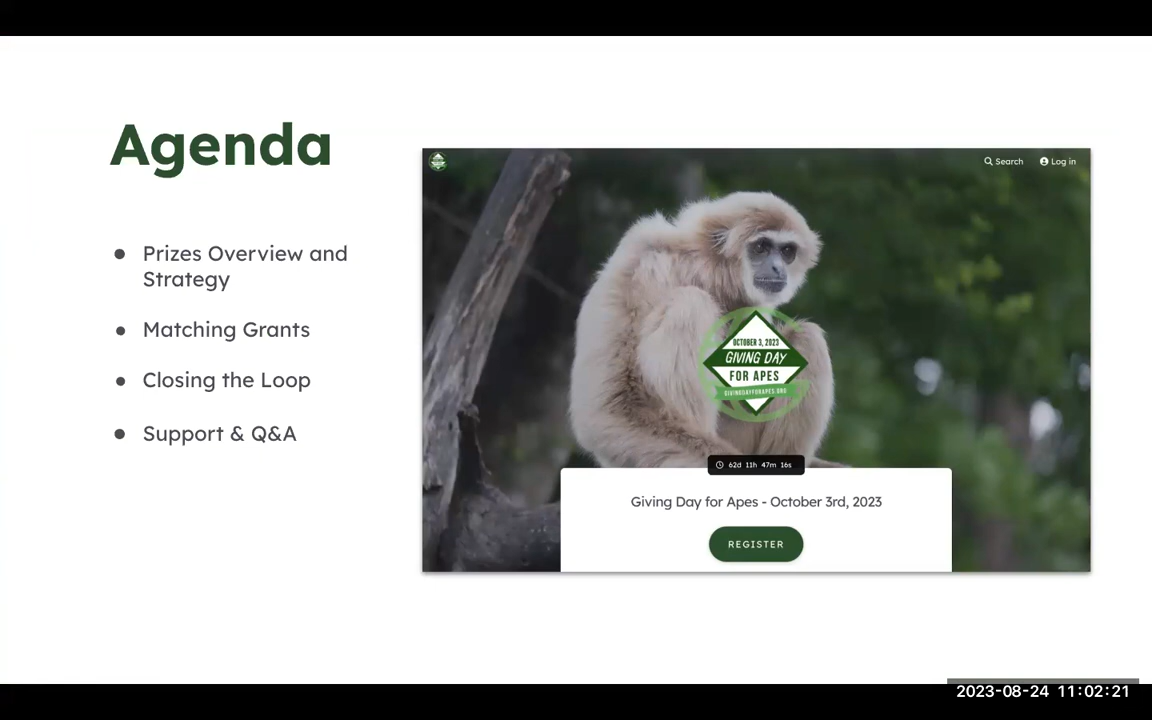 Agenda
● Prizes Overview and
Strategy
● Matching Grants
● Closing the Loop
● Support & Q&A
Search
Log in
OCTOBER 3, 2023
GIVING DAY
FOR APES
GIVINGDAYFORAPES.ORG
62d 11h 47m 16s
Giving Day for Apes - October 3rd, 2023
REGISTER
2023-08-24 11:02:21